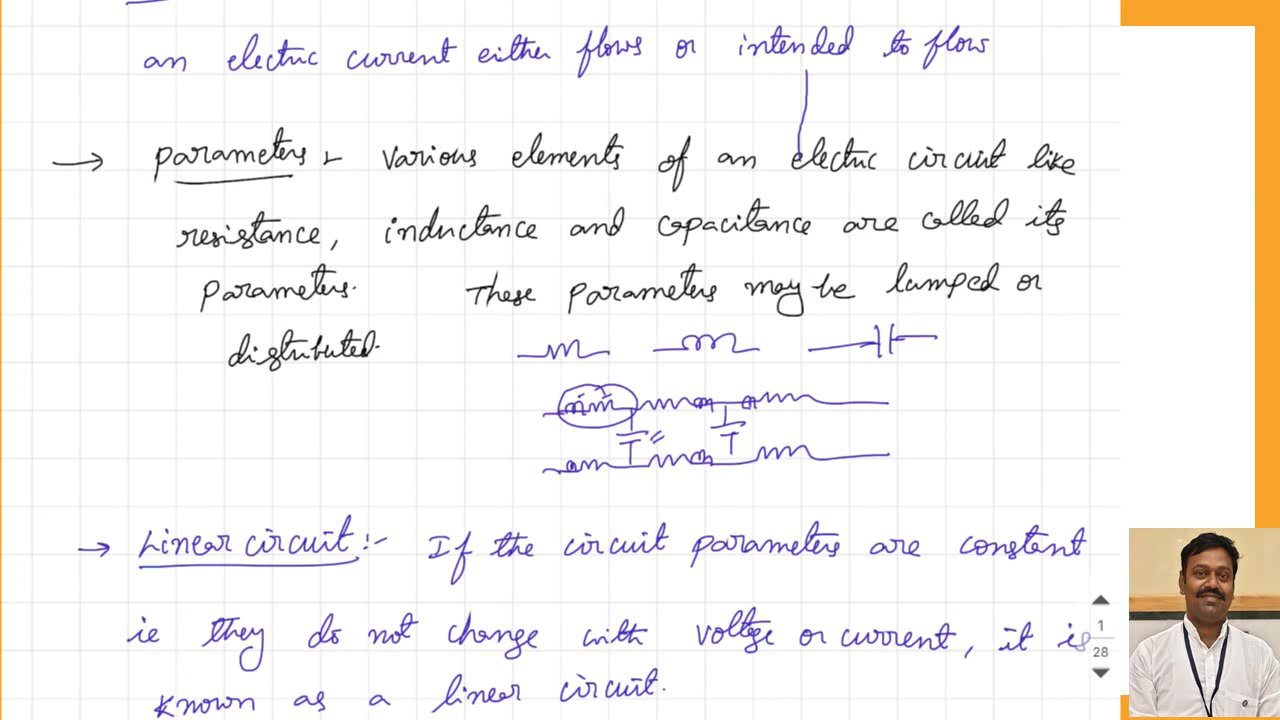 an electric current either flows or intended to flow
→ parameters :- various elements of an electric circuit like
resistance, inductance and capacitance are called its
parameters. These parameters may be lumped or
distributed.
→ Linear circuit :- If the circuit parameters are constant
ie they do not change with voltage or current, it is
1
28
known as a linear circuit.